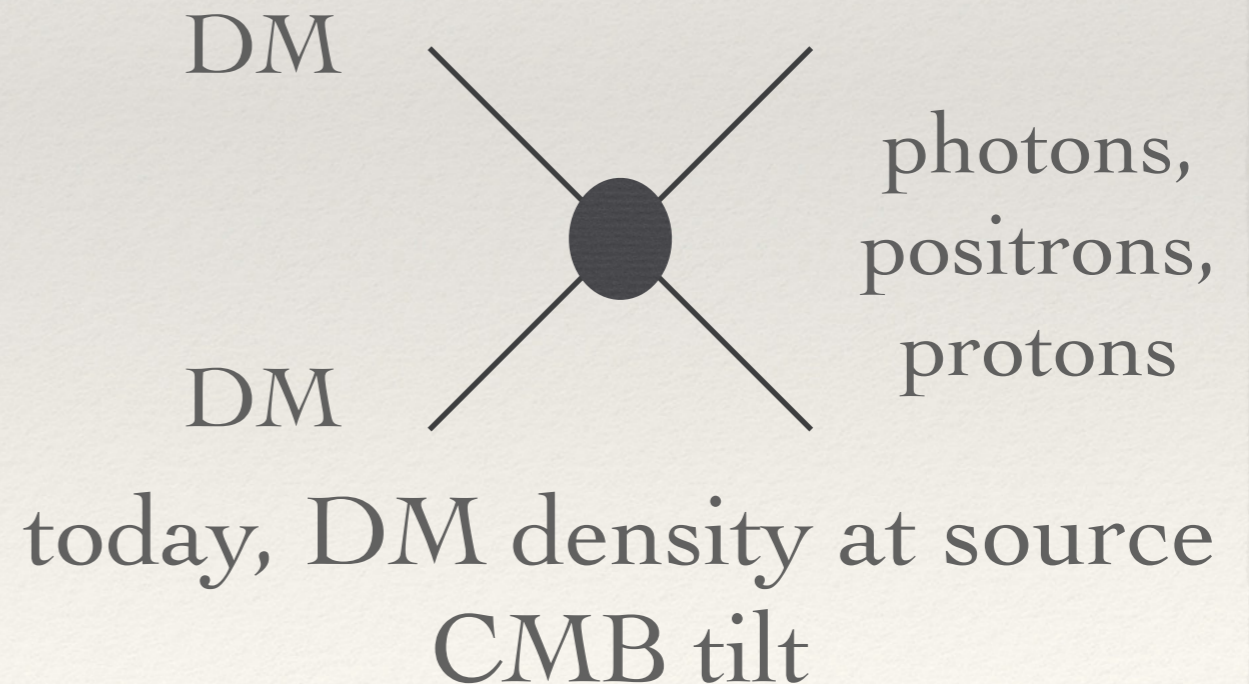 DM
photons,
positrons,
protons
DM
today, DM density at source
CMB tilt